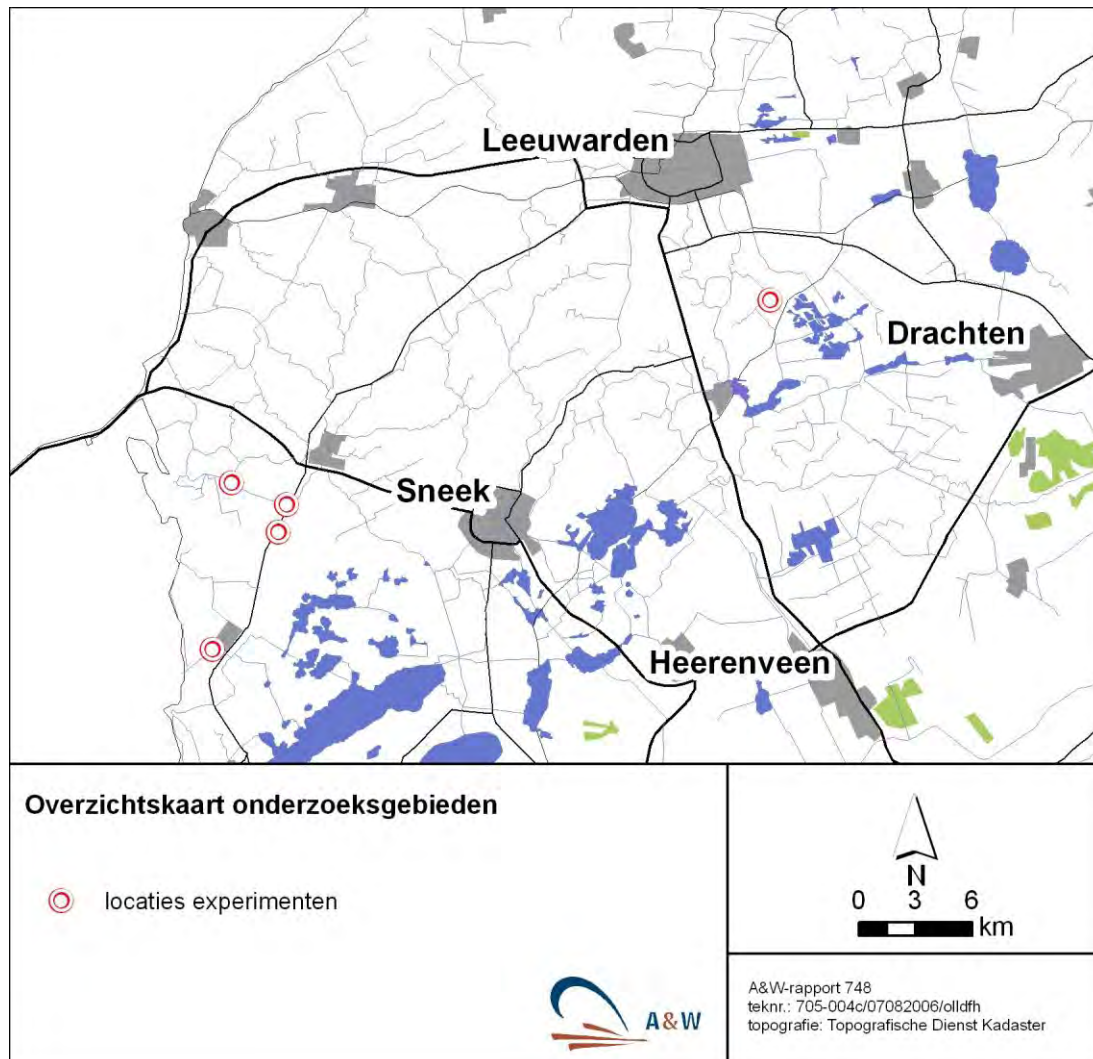 Leeuwarden
Drachten
Sneek
Heerenveen
Overzichtskaart onderzoeksgebieden
locaties experimenten
A&W
N
0 3 6
km
A&W-rapport 748
teknr.: 705-004c/07082006/olldfh
topografie: Topografische Dienst Kadaster